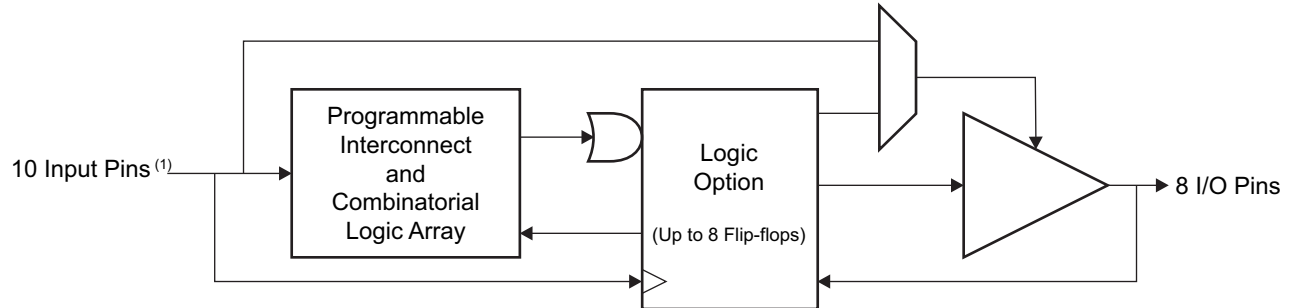 10 Input Pins (1)
Programmable
Interconnect
and
Combinatorial
Logic Array
Logic
Option
(Up to 8 Flip-flops)
8 I/O Pins